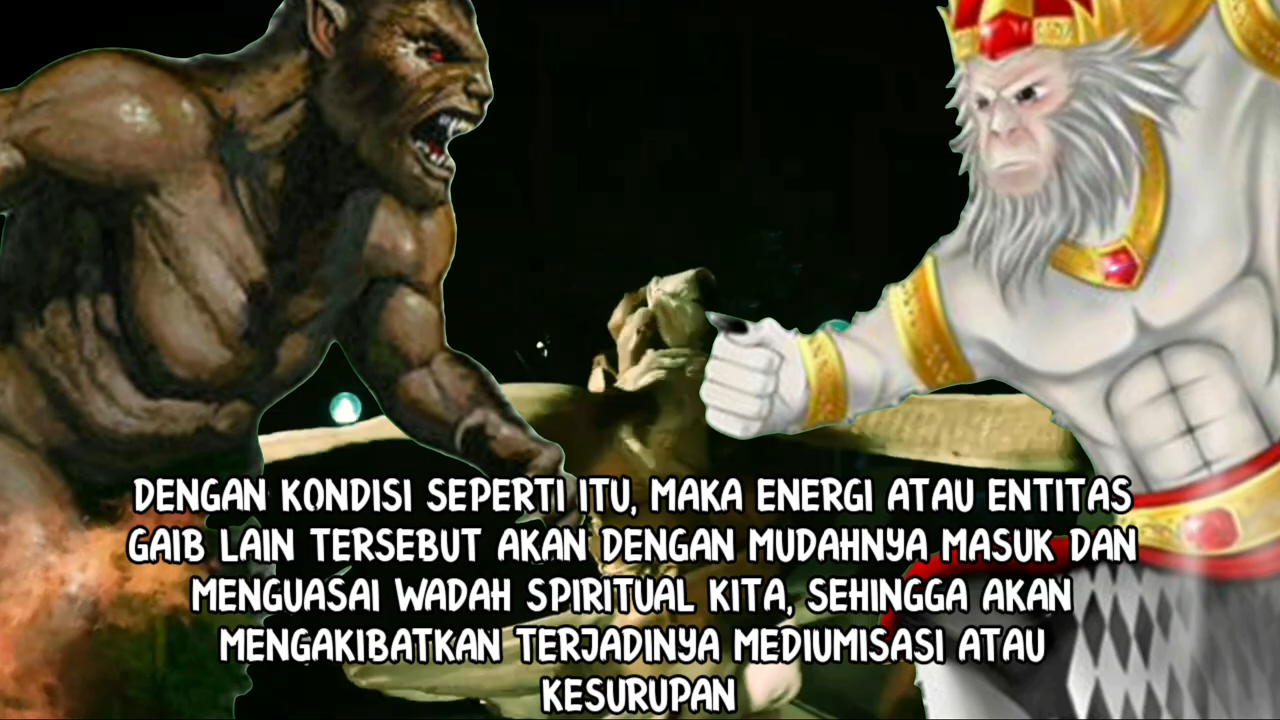 DENGAN KONDISI SEPERTI ITU, MAKA ENERGI ATAU ENTITAS
GAIB LAIN TERSEBUT AKAN DENGAN MUDAHNYA MASUK DAN
MENGUASAI WADAH SPIRITUAL KITA, SEHINGGA AKAN
MENGAKIBATKAN TERJADINYA MEDIUMISASI ATAU
KESURUPAN